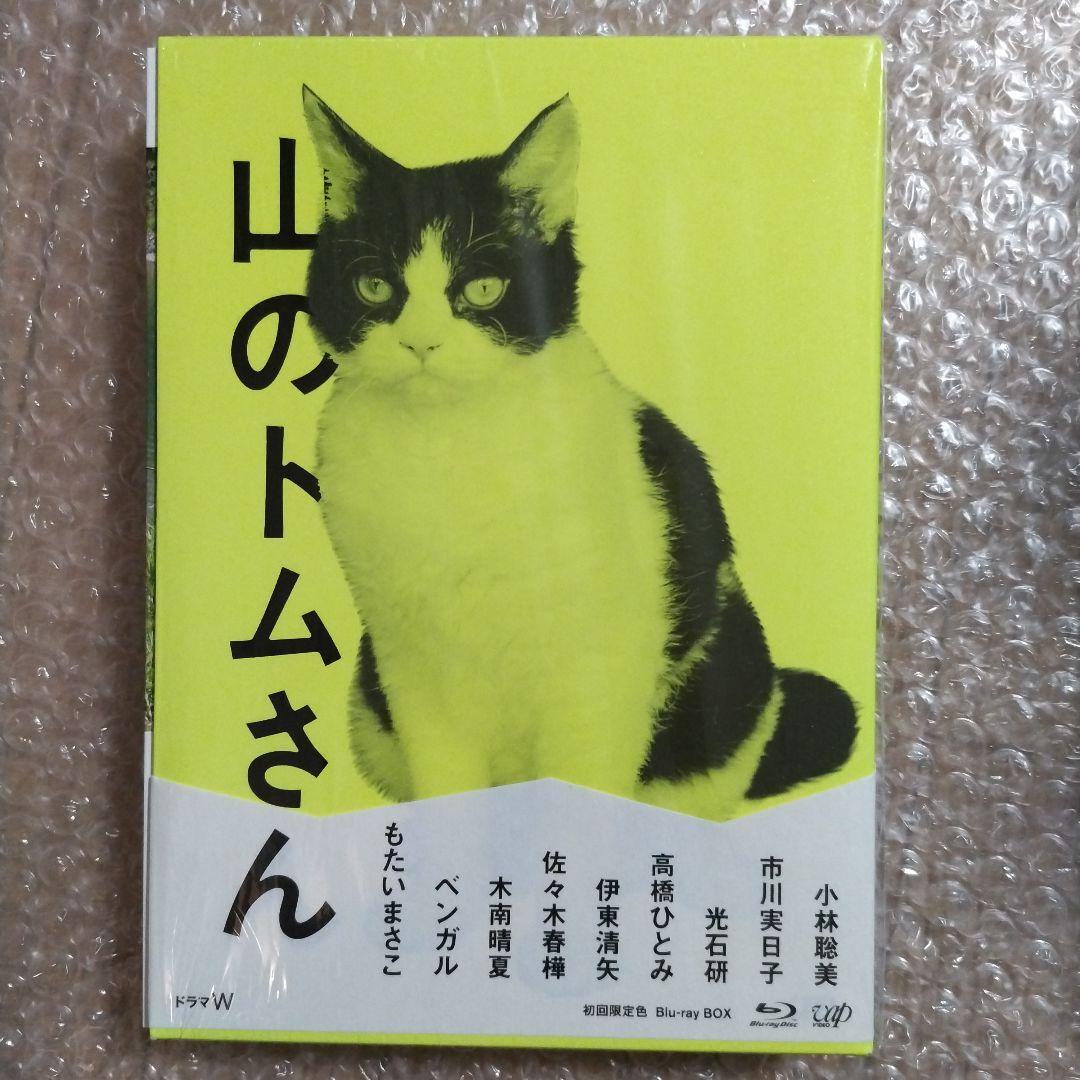 山のトムさん
小林聡美
市川実日子
光石研
高橋ひとみ
伊東清矢
佐々木春樺
木南晴夏
ベンガル
もたいまさこ
ドラマW
初回限定色 Blu-ray BOX
Blu-ray Disc
vap
VIDEO